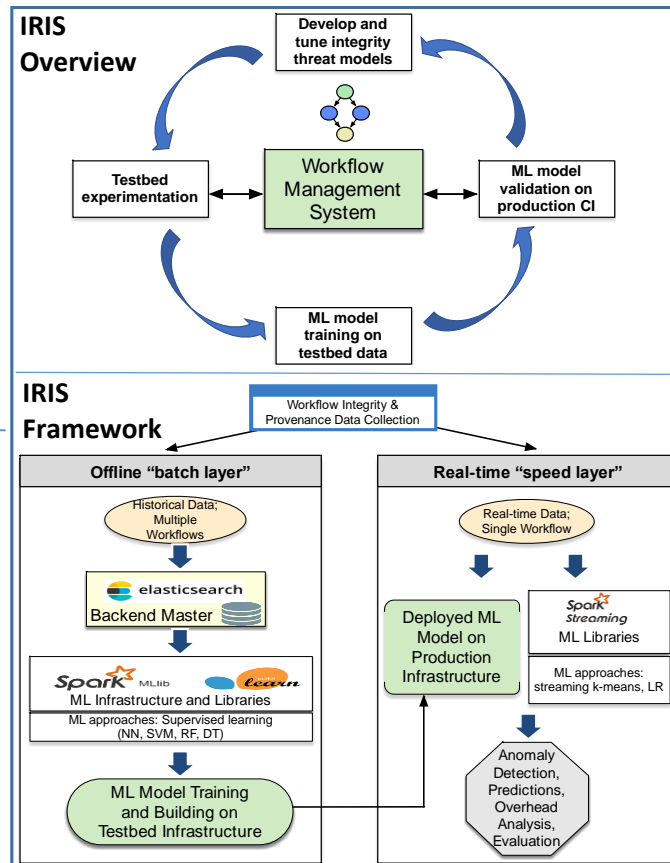 IRIS
Overview
Develop and
tune integrity
threat models
Testbed
experimentation
Workflow
Management
System
ML model
validation on
production CI
ML model
training on
testbed data
IRIS
Framework
Workflow Integrity &
Provenance Data Collection
Offline “batch layer”
Historical Data;
Multiple
Workflows
elasticsearch
Backend Master
Spark MLlib
learn
ML Infrastructure and Libraries
ML approaches: Supervised learning
(NN, SVM, RF, DT)
ML Model Training
and Building on
Testbed Infrastructure
Real-time “speed layer”
Real-time Data;
Single Workflow
Deployed ML
Model on
Production
Infrastructure
Spark
Streaming
ML Libraries
ML approaches:
streaming k-means, LR
Anomaly
Detection,
Predictions,
Overhead
Analysis,
Evaluation